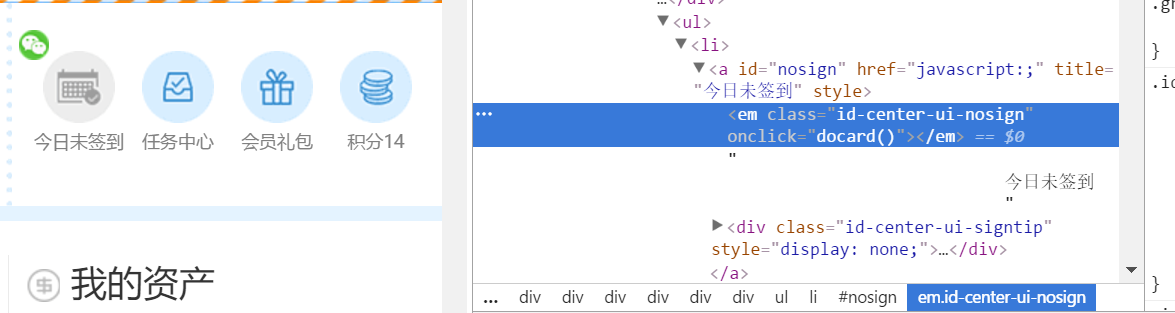 今日未签到 任务中心 会员礼包 积分14
我的资产
…</div>
▼<ul>
▼<li>
▼<a id="nosign" href="javascript:;" title=
"今日未签到" style>
… <em class="id-center-ui-nosign"
onclick="docard()"></em> == $0
"
今日未签到
"
▶<div class="id-center-ui-signtip"
style="display: none;">…</div>
</a>
... div div div div div div ul li #nosign em.id-center-ui-nosign
}
.id
}